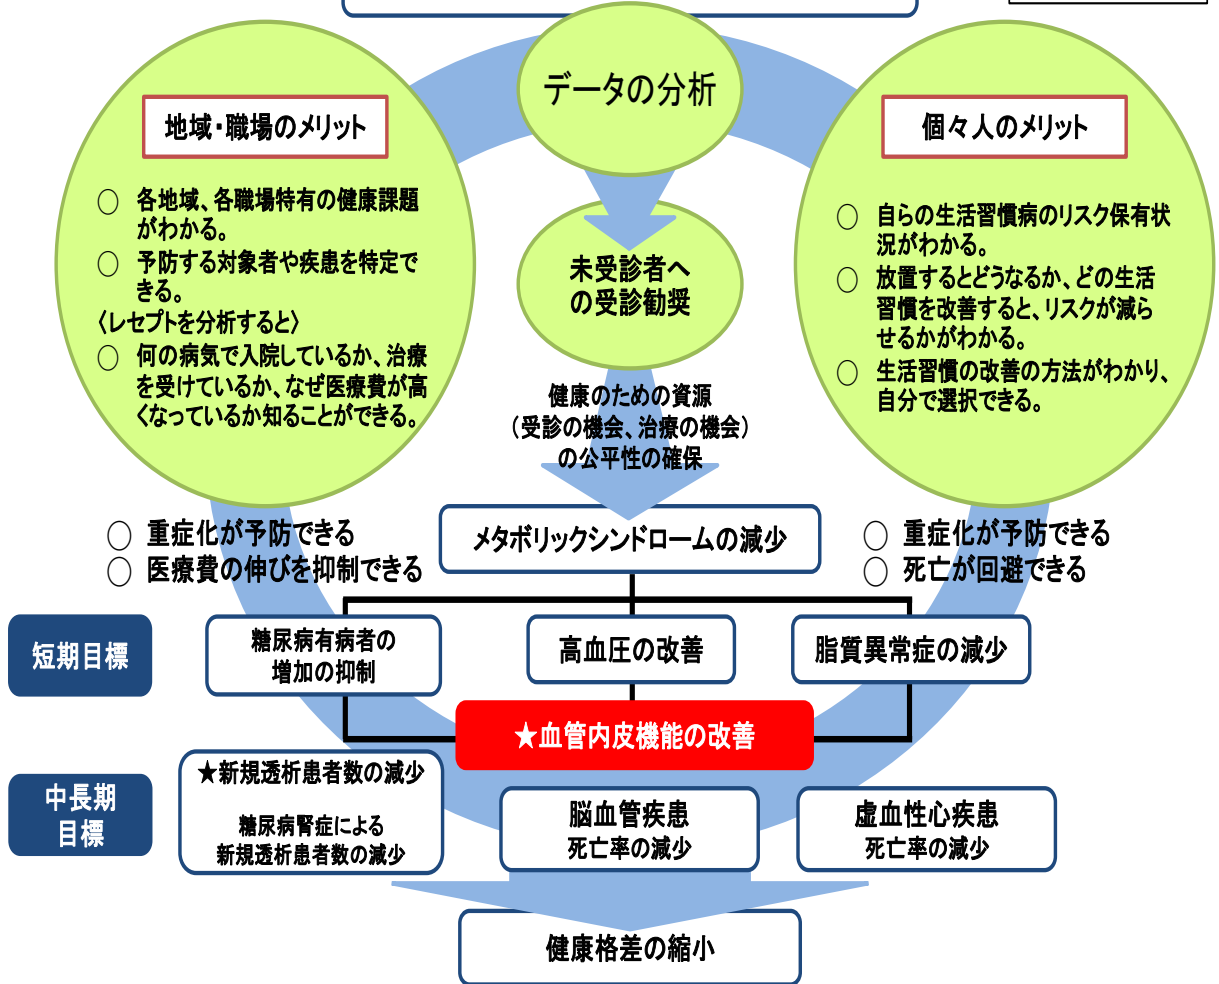 データの分析
地域・職場のメリット
○ 各地域、各職場特有の健康課題
がわかる。
○ 予防する対象者や疾患を特定で
きる。
〈レセプトを分析すると〉
○ 何の病気で入院しているか、治療
を受けているか、なぜ医療費が高
くなっているか知ることができる。
個々人のメリット
○ 自らの生活習慣病のリスク保有状
況がわかる。
○ 放置するとどうなるか、どの生活
習慣を改善すると、リスクが減ら
せるかがわかる。
○ 生活習慣の改善の方法がわかり、
自分で選択できる。
未受診者へ
の受診勧奨
健康のための資源
（受診の機会、治療の機会）
の公平性の確保
○ 重症化が予防できる
○ 医療費の伸びを抑制できる
メタボリックシンドロームの減少
○ 重症化が予防できる
○ 死亡が回避できる
短期目標
糖尿病有病者の
増加の抑制
高血圧の改善
脂質異常症の減少
★血管内皮機能の改善
中長期
目標
★新規透析患者数の減少
糖尿病腎症による
新規透析患者数の減少
脳血管疾患
死亡率の減少
虚血性心疾患
死亡率の減少
健康格差の縮小